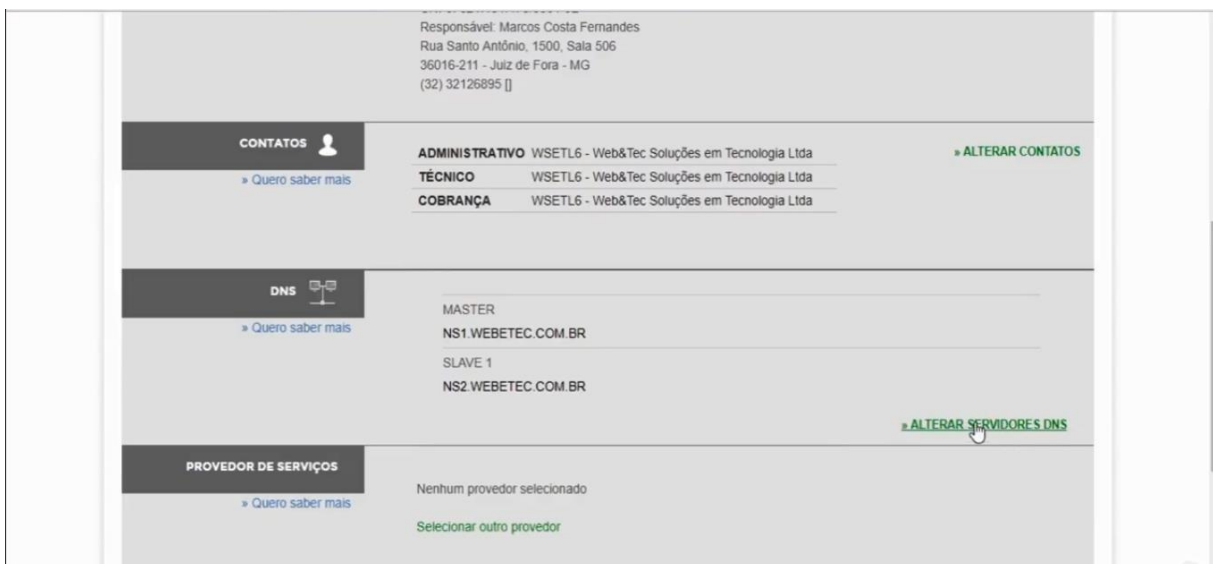 Responsável: Marcos Costa Fernandes
Rua Santo Antônio, 1500, Sala 506
36016-211 - Juiz de Fora - MG
(32) 32126895 []
CONTATOS
» Quero saber mais
ADMINISTRATIVO WSETL6 - Web&Tec Soluções em Tecnologia Ltda
TÉCNICO WSETL6 - Web&Tec Soluções em Tecnologia Ltda
COBRANÇA WSETL6 - Web&Tec Soluções em Tecnologia Ltda
» ALTERAR CONTATOS
DNS
» Quero saber mais
MASTER
NS1.WEBETEC.COM.BR
SLAVE 1
NS2.WEBETEC.COM.BR
» ALTERAR SERVIDORES DNS
PROVEDOR DE SERVIÇOS
» Quero saber mais
Nenhum provedor selecionado
Selecionar outro provedor